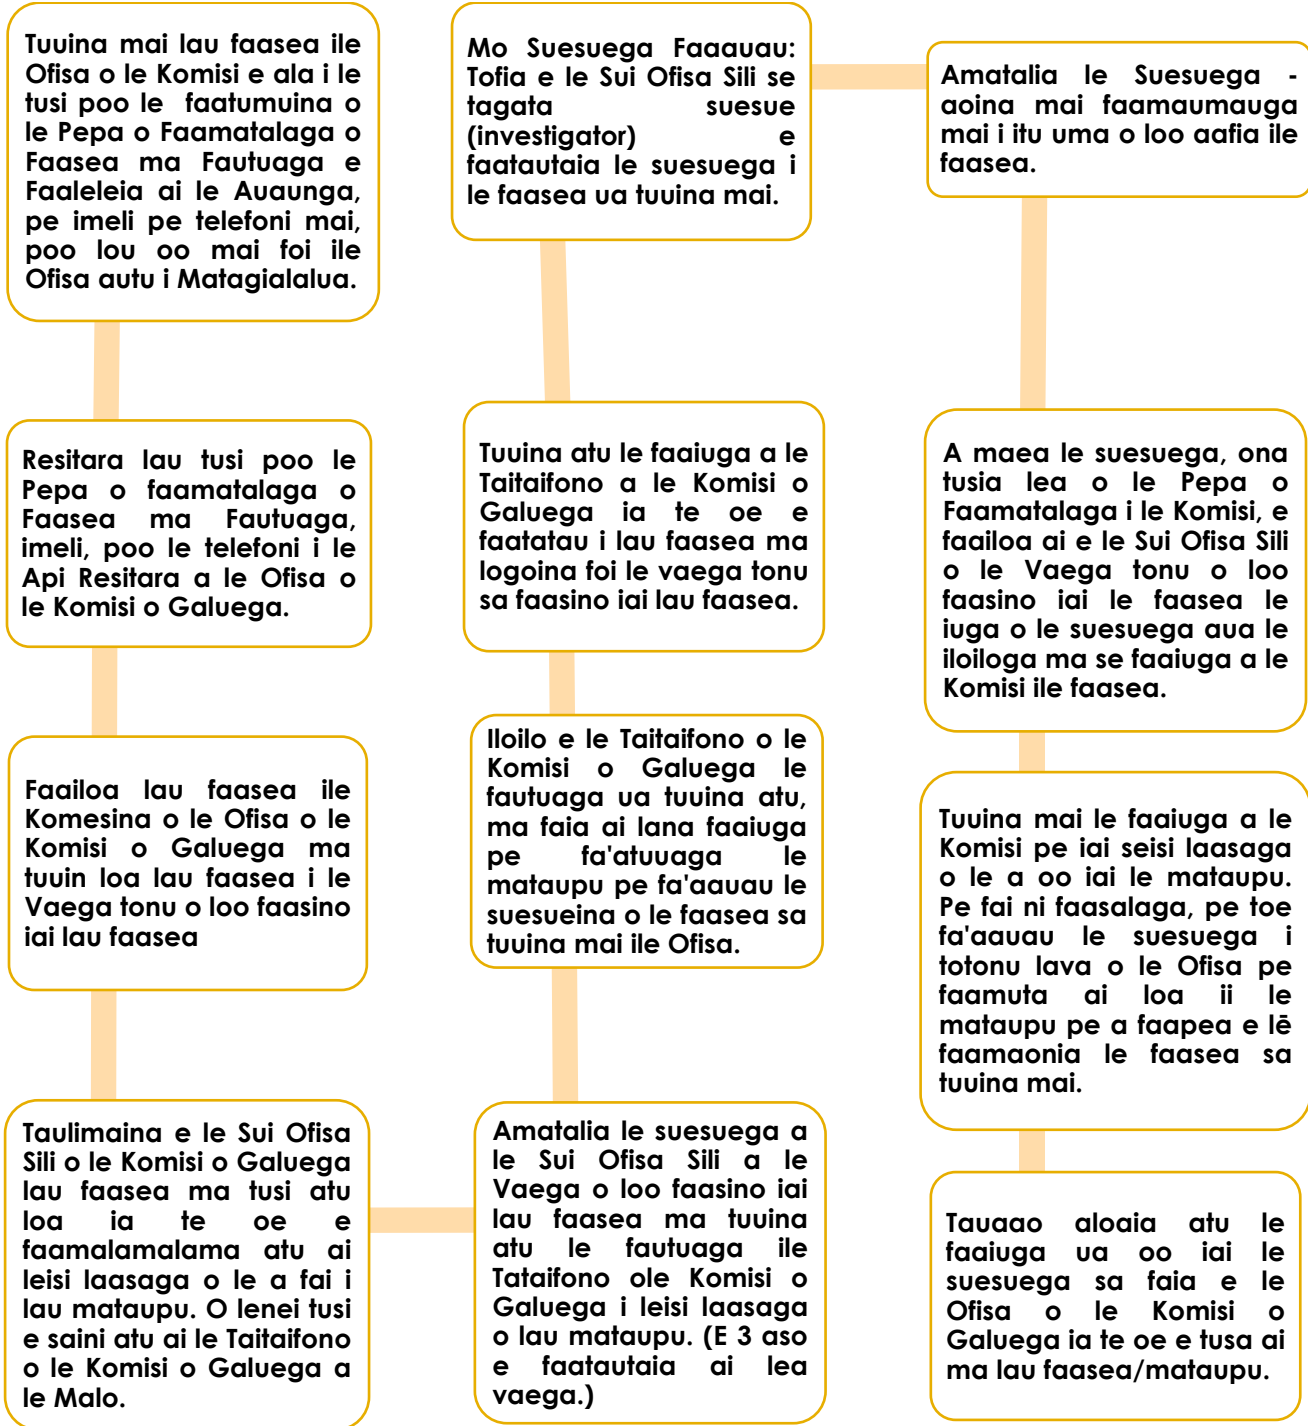 Tuuina mai lau faasea ile
Ofisa o le Komisi e ala i le
tusi poo le faatumuina o
le Pepa o Faamatalaga o
Faasea ma Fautuaga e
Faaleleia ai le Auaunga,
pe imeli pe telefoni mai,
poo lou oo mai foi ile
Ofisa autu i Matagialalua.
Resitara lau tusi poo le
Pepa o faamatalaga o
Faasea ma Fautuaga,
imeli, poo le telefoni i le
Api Resitara a le Ofisa o
le Komisi o Galuega.
Faailoa lau faasea ile
Komesina o le Ofisa o le
Komisi o Galuega ma
tuuin loa lau faasea i le
Vaega tonu o loo faasino
iai lau faasea
Taulimaina e le Sui Ofisa
Sili o le Komisi o Galuega
lau faasea ma tusi atu
loa ia te oe e
faamalamalama atu ai
leisi laasaga o le a fai i
lau mataupu. O lenei tusi
e saini atu ai le Taitaifono
o le Komisi o Galuega a
le Malo.
Amatalia le suesuega a
le Sui Ofisa Sili a le
Vaega o loo faasino iai
lau faasea ma tuuina
atu le fautuaga ile
Tataifono ole Komisi o
Galuega i leisi laasaga
o lau mataupu. (E 3 aso
e faatautaia ai lea
vaega.)
Iloilo e le Taitaifono o le
Komisi o Galuega le
fautuaga ua tuuina atu,
ma faia ai lana faaiuga
pe fa'atuuaga le
mataupu pe fa'aauau le
suesueina o le faasea sa
tuuina mai ile Ofisa.
Tuuina atu le faaiuga a le
Taitaifono a le Komisi o
Galuega ia te oe e
faatatau i lau faasea ma
logoina foi le vaega tonu
sa faasino iai lau faasea.
Mo Suesuega Faaauau:
Tofia e le Sui Ofisa Sili se
tagata suesue
(investigator) e
faatautaia le suesuega i
le faasea ua tuuina mai.
Amatalia le Suesuega -
aoina mai faamaumauga
mai i itu uma o loo aafia ile
faasea.
A maea le suesuega, ona
tusia lea o le Pepa o
Faamatalaga i le Komisi, e
faailoa ai e le Sui Ofisa Sili
o le Vaega tonu o loo
faasino iai le faasea le
iuga o le suesuega aua le
iloiloga ma se faaiuga a le
Komisi ile faasea.
Tuuina mai le faaiuga a le
Komisi pe iai seisi laasaga
o le a oo iai le mataupu.
Pe fai ni faasalaga, pe toe
fa'aauau le suesuega i
totonu lava o le Ofisa pe
faamuta ai loa ii le
mataupu pe a faapea e lē
faamaonia le faasea sa
tuuina mai.
Tauaao aloaia atu le
faaiuga ua oo iai le
suesuega sa faia e le
Ofisa o le Komisi o
Galuega ia te oe e tusa ai
ma lau faasea/mataupu.